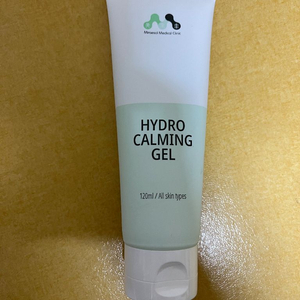 HYDRO
CALMING
GEL
120ml / All skin types